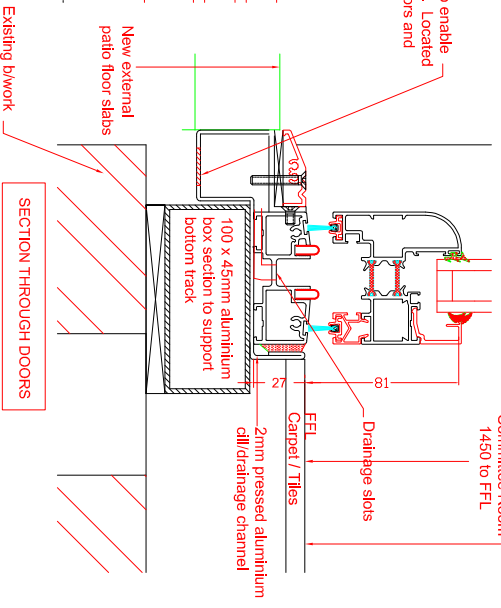 o enable
. Located
ors and
New external
patio floor slabs
Existing b/work
SECTION THROUGH DOORS
100 x 45mm aluminium
box section to support
bottom track
27
81
Drainage slots
FFL
Carpet / Tiles
2mm pressed aluminium
cill/drainage channel
Committee Room
1450 to FFL